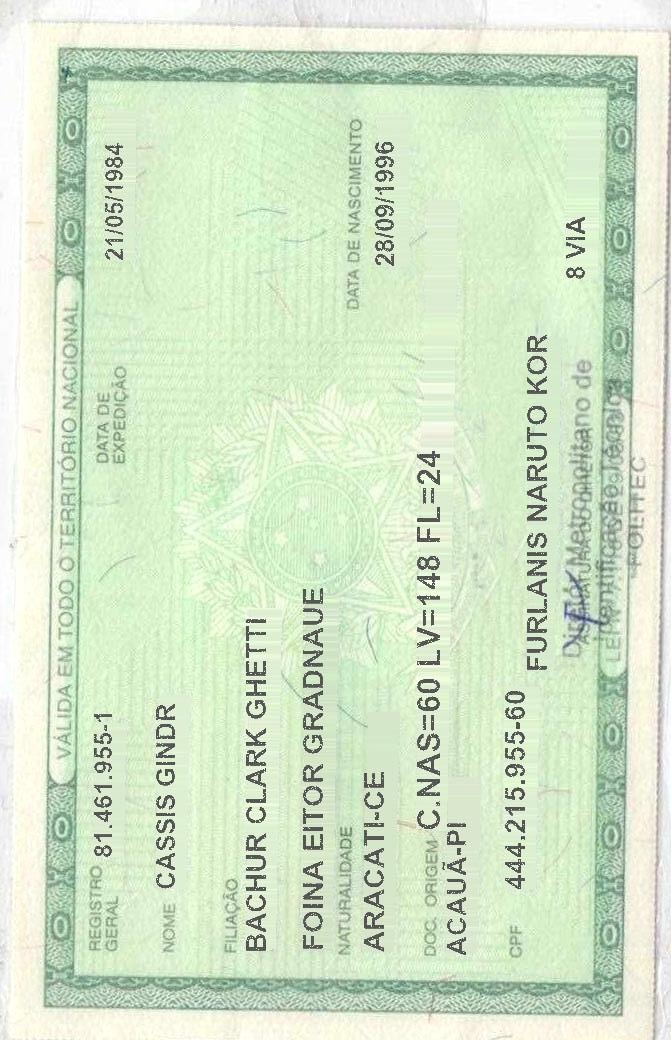 VÁLIDA EM TODO O TERRITÓRIO NACIONAL
REGISTRO GERAL 81.461.955-1 DATA DE EXPEDIÇÃO 21/05/1984
NOME CASSIS GINDR
FILIAÇÃO
BACHUR CLARK GHETTI
FOINA EITOR GRADNAUE
NATURALIDADE DATA DE NASCIMENTO
ARACATI-CE 28/09/1996
DOC. ORIGEM C.NAS=60 LV=148 FL=24
ACAUÃ-PI
CPF 444.215.955-60
FURLANIS NARUTO KOR
8 VIA
Metropolitano de
Identificação Técnica
POLITEC